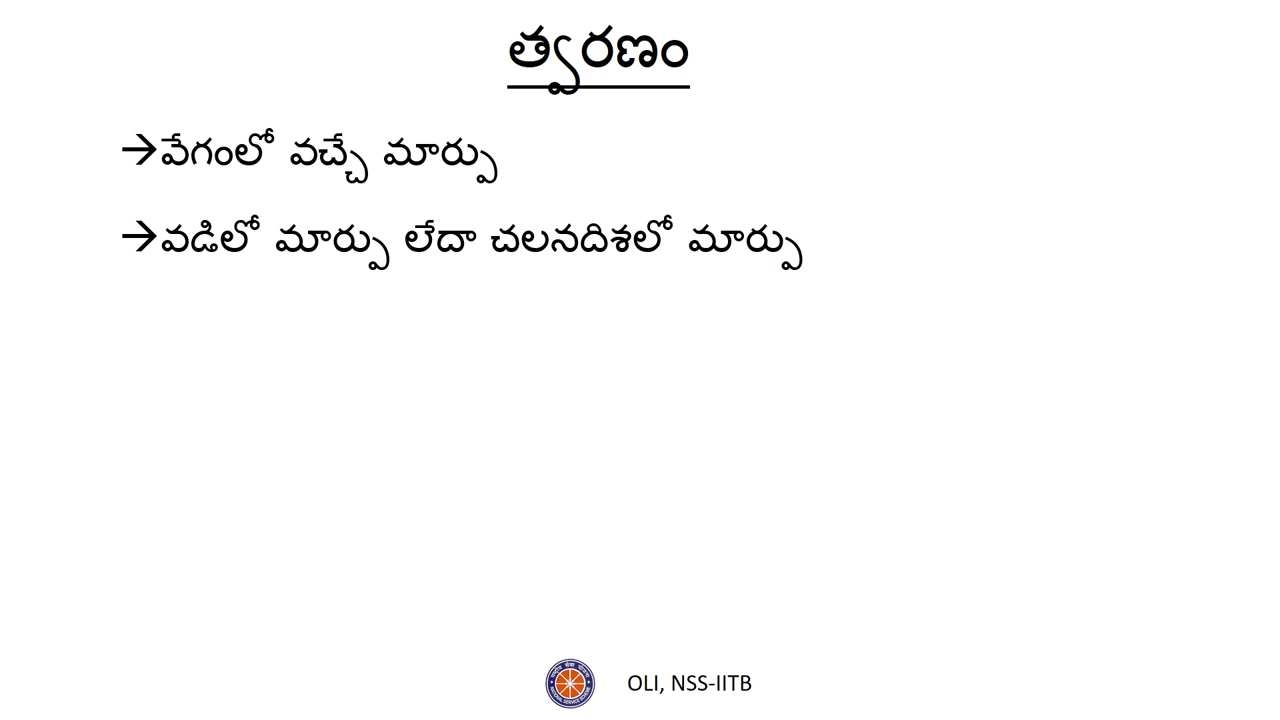 త్వరణం
→వేగంలో వచ్చే మార్పు
→వడిలో మార్పు లేదా చలనదిశలో మార్పు
OLI, NSS-IITB